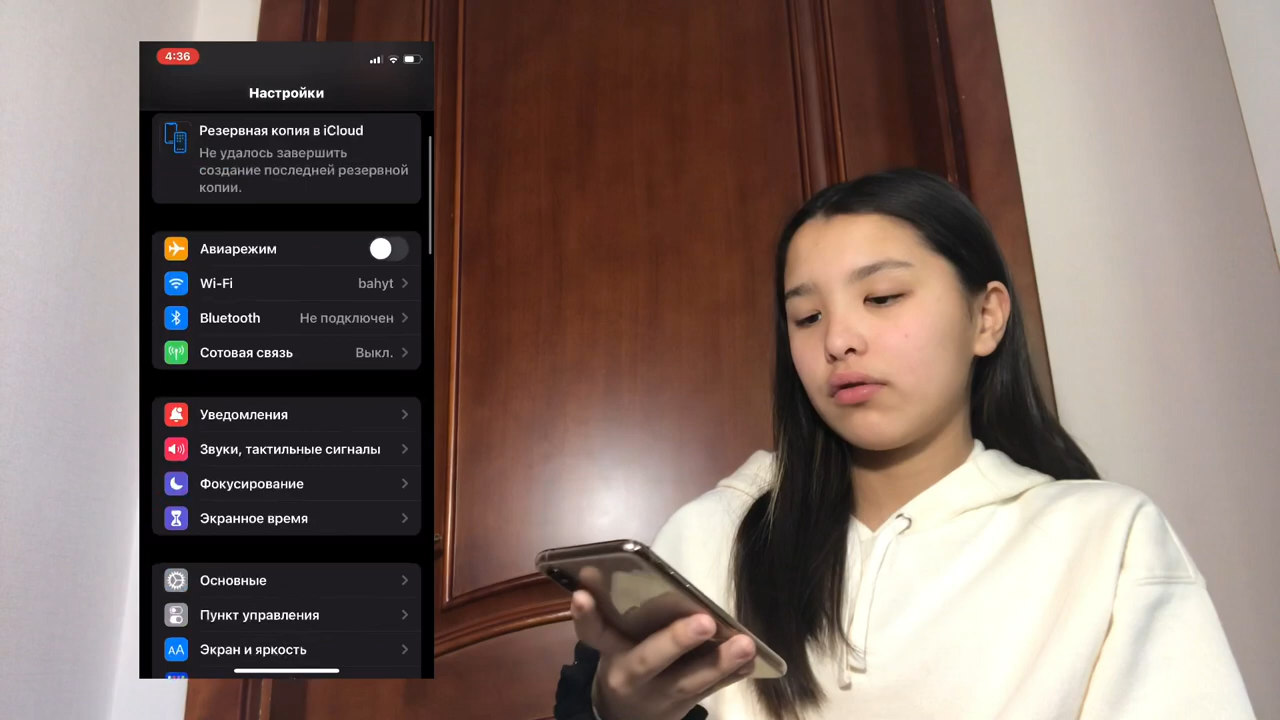 4:36
Настройки
Резервная копия в iCloud
Не удалось завершить
создание последней резервной
копии.
Авиарежим
Wi-Fi bahyt
Bluetooth Не подключен
Сотовая связь Выкл.
Уведомления
Звуки, тактильные сигналы
Фокусирование
Экранное время
Основные
Пункт управления
AA Экран и яркость